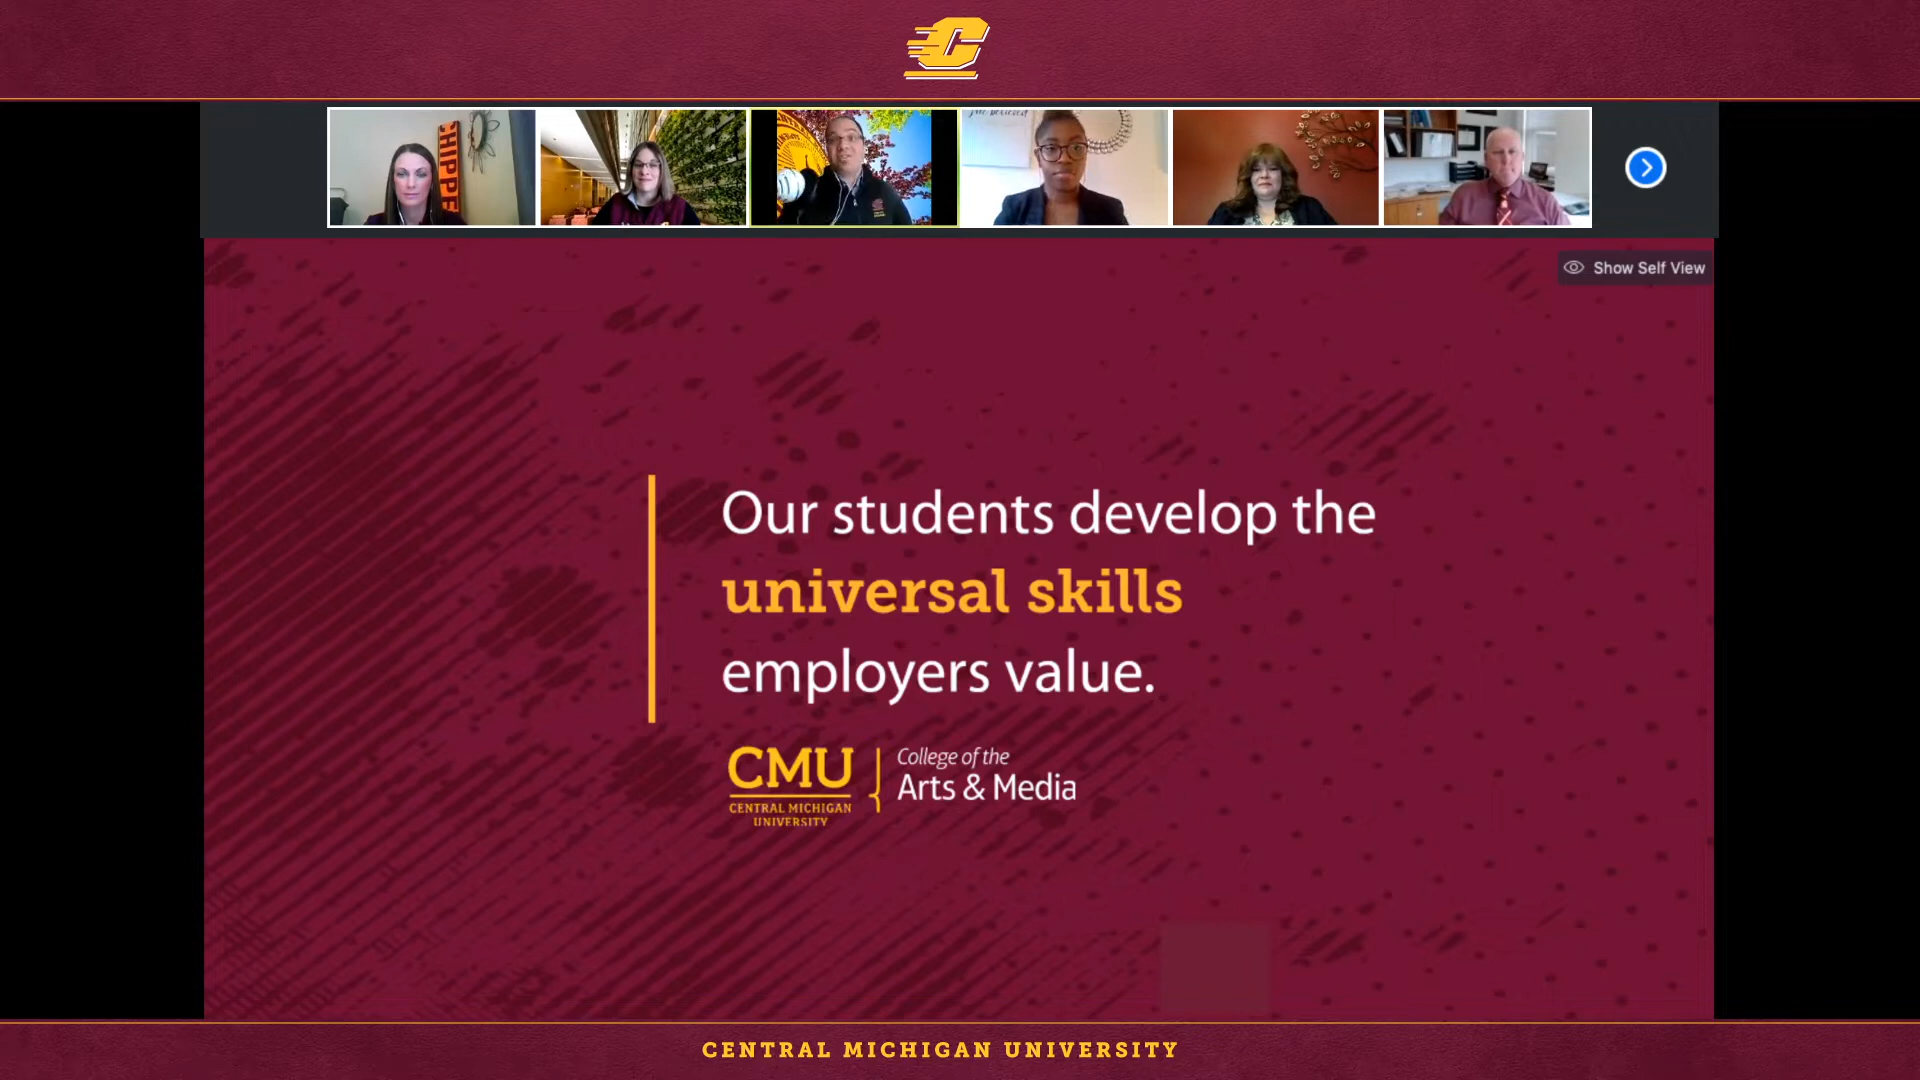 CHIPPE
Show Self View
Our students develop the
universal skills
employers value.
CMU
CENTRAL MICHIGAN
UNIVERSITY
College of the
Arts & Media
CENTRAL MICHIGAN UNIVERSITY